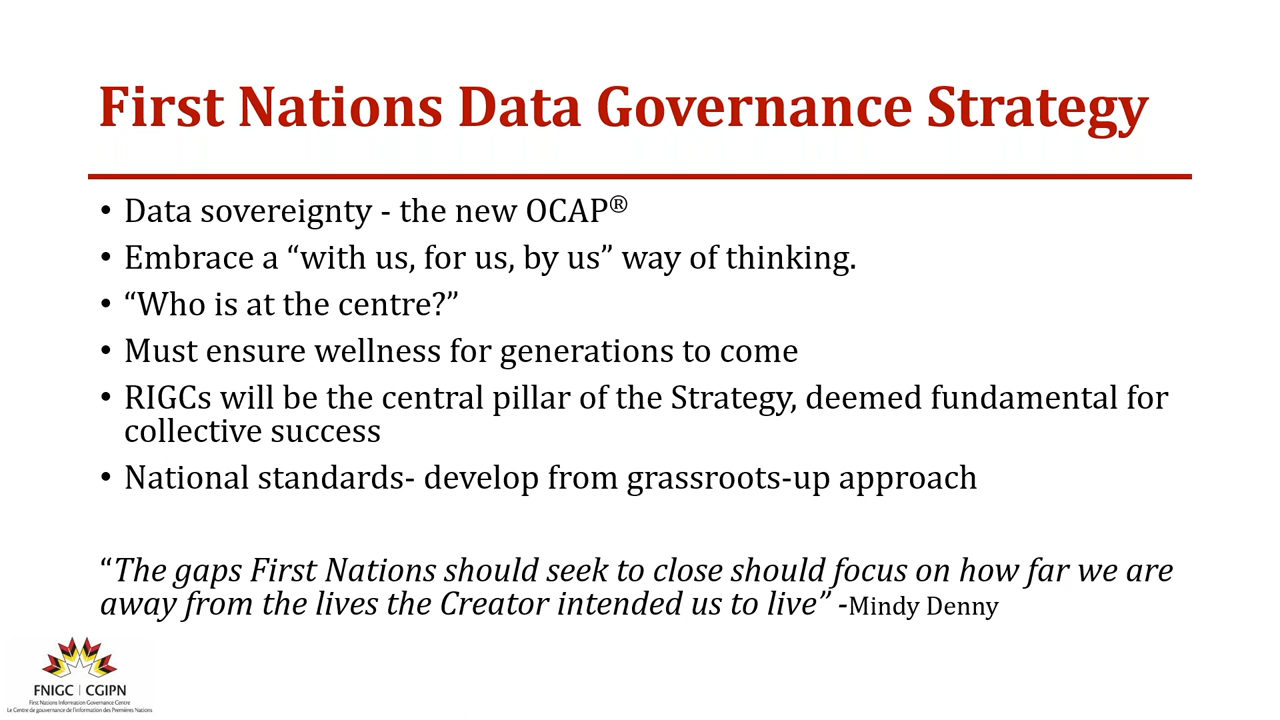 First Nations Data Governance Strategy
• Data sovereignty - the new OCAP®
• Embrace a “with us, for us, by us” way of thinking.
• “Who is at the centre?”
• Must ensure wellness for generations to come
• RIGCs will be the central pillar of the Strategy, deemed fundamental for
collective success
• National standards- develop from grassroots-up approach
“The gaps First Nations should seek to close should focus on how far we are
away from the lives the Creator intended us to live” -Mindy Denny
FNIGC | CGIPN
First Nations Information Governance Centre
Le Centre de gouvernance de l'information des Premières Nations